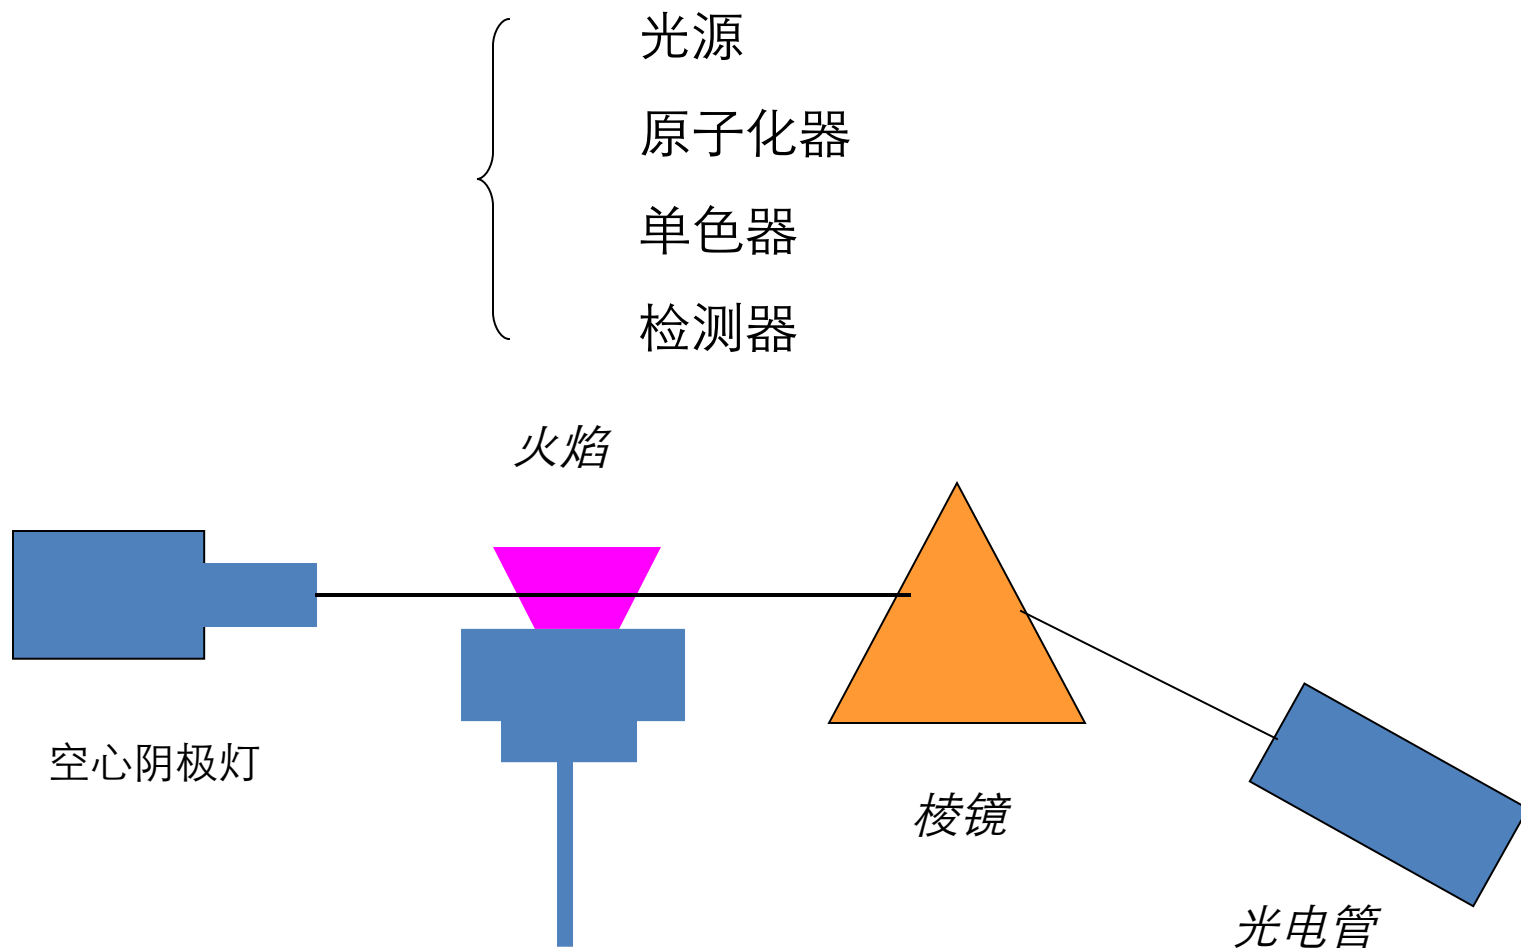 光源
原子化器
单色器
检测器
火焰
空心阴极灯
棱镜
光电管